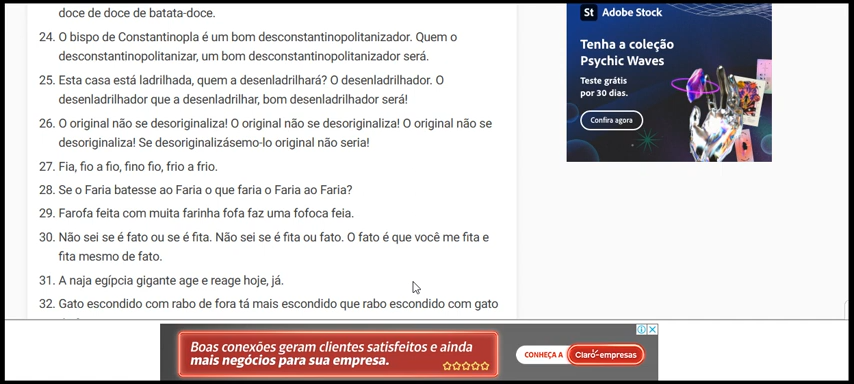 doce de doce de batata-doce.
24. O bispo de Constantinopla é um bom desconstantinopolitanizador. Quem o
desconstantinopolitanizar, um bom desconstantinopolitanizador será.
25. Esta casa está ladrilhada, quem a desenladrilhará? O desenladrilhador. O
desenladrilhador que a desenladrilhar, bom desenladrilhador será!
26. O original não se desoriginaliza! O original não se desoriginaliza! O original não se
desoriginaliza! Se desoriginalizásemo-lo original não seria!
27. Fia, fio a fio, fino fio, frio a frio.
28. Se o Faria batesse ao Faria o que faria o Faria ao Faria?
29. Farofa feita com muita farinha fofa faz uma fofoca feia.
30. Não sei se é fato ou se é fita. Não sei se é fita ou fato. O fato é que você me fita e
fita mesmo de fato.
31. A naja egípcia gigante age e reage hoje, já.
32. Gato escondido com rabo de fora tá mais escondido que rabo escondido com gato
St Adobe Stock
Tenha a coleção
Psychic Waves
Teste grátis
por 30 dias.
Confira agora
Boas conexões geram clientes satisfeitos e ainda
mais negócios para sua empresa.
CONHEÇA A Claro empresas